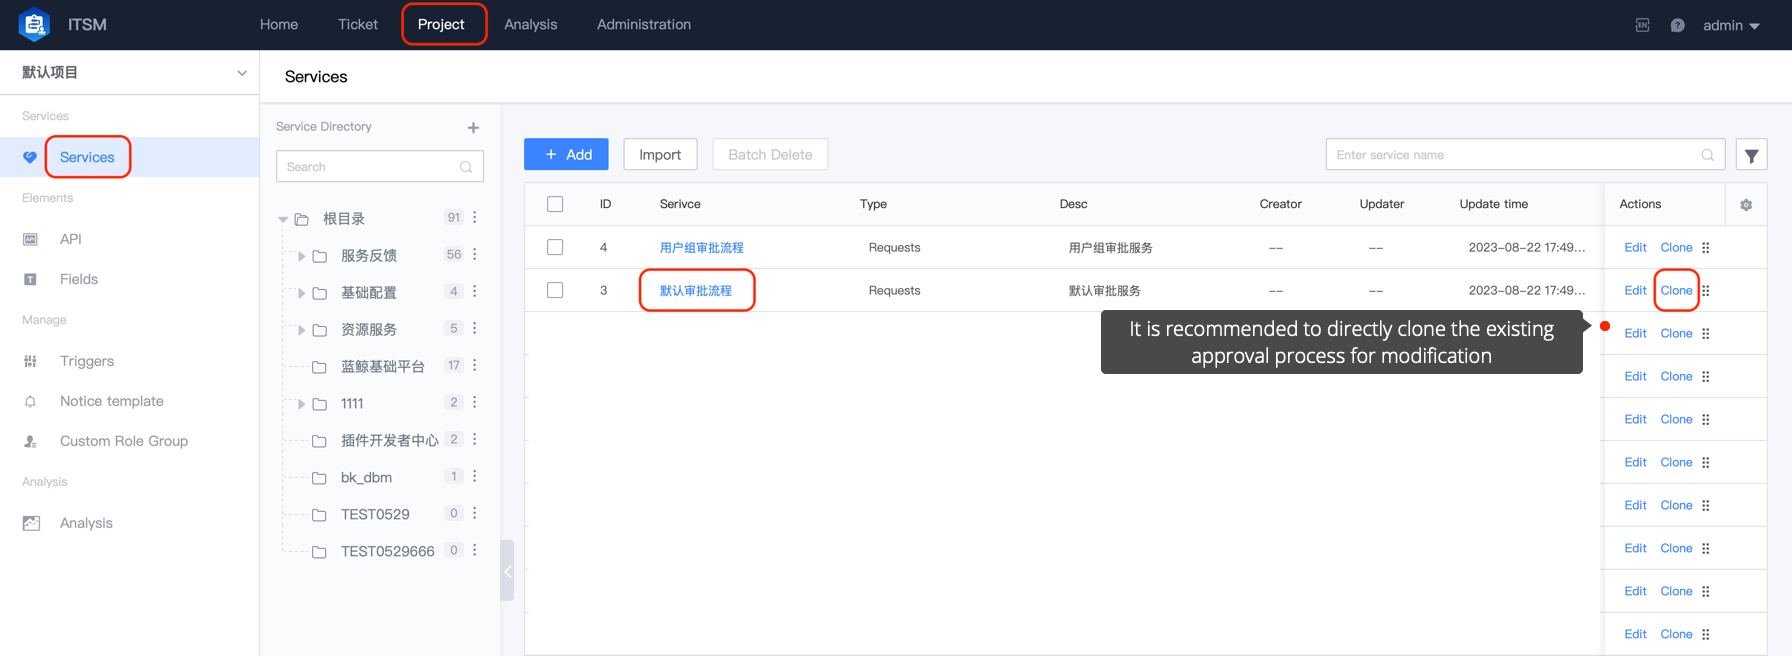 ITSM
Home
Ticket
Project
Analysis
Administration
EN
?
admin
默认项目
Services
Services
Elements
API
API
T
Fields
Manage
Triggers
Notice template
Custom Role Group
Analysis
Analysis
Services
Service Directory
+
Search
根目录 91
服务反馈 56
基础配置 4
资源服务 5
蓝鲸基础平台 17
1111 2
插件开发者中心 2
bk_dbm 1
TEST0529 0
TEST0529666 0
+ Add
Import
Batch Delete
Enter service name
ID Serivce Type Desc Creator Updater Update time Actions
4 用户组审批流程 Requests 用户组审批服务 -- -- 2023-08-22 17:49... Edit Clone
3 默认审批流程 Requests 默认审批服务 -- -- 2023-08-22 17:49... Edit Clone
It is recommended to directly clone the existing
approval process for modification
Edit Clone
Edit Clone
Edit Clone
Edit Clone
Edit Clone
Edit Clone
Edit Clone
Edit Clone